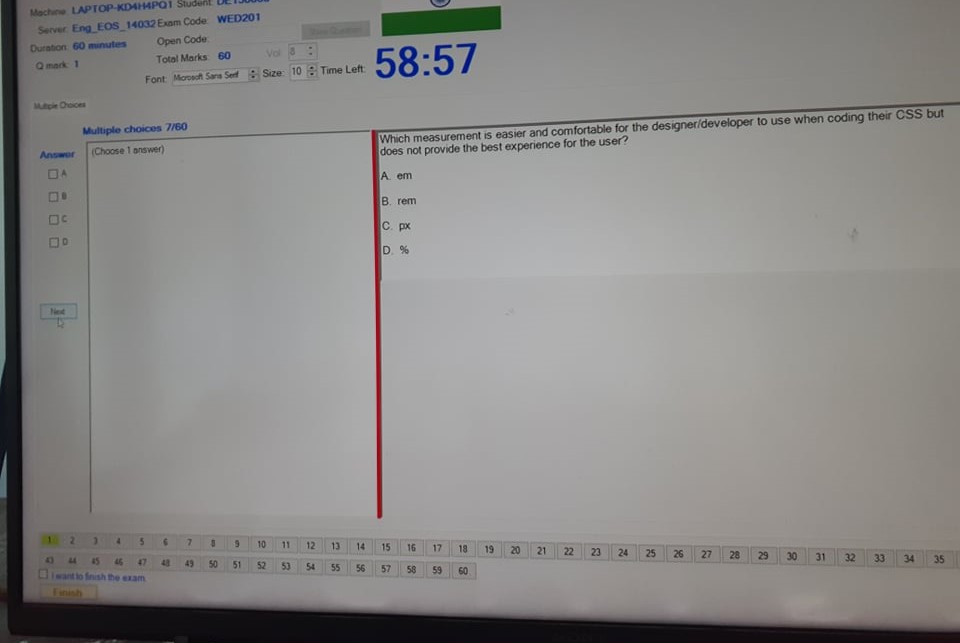 Machine: LAPTOP-KD4H4PQ1 Student:
Server: Eng_EOS_14032 Exam Code: WED201
Duration: 60 minutes Open Code:
Q mark: 1 Total Marks: 60 Vol 8
Font: Microsoft Sans Serif Size: 10 Time Left: 58:57
Multiple Choices
Multiple choices 7/60
Answer
A
B
C
D
Next
(Choose 1 answer)
Which measurement is easier and comfortable for the designer/developer to use when coding their CSS but
does not provide the best experience for the user?
A. em
B. rem
C. px
D. %
1 2 3 4 5 6 7 8 9 10 11 12 13 14 15 16 17 18 19 20 21 22 23 24 25 26 27 28 29 30 31 32 33 34 35
43 44 45 46 47 48 49 50 51 52 53 54 55 56 57 58 59 60
I want to finish the exam
Finish